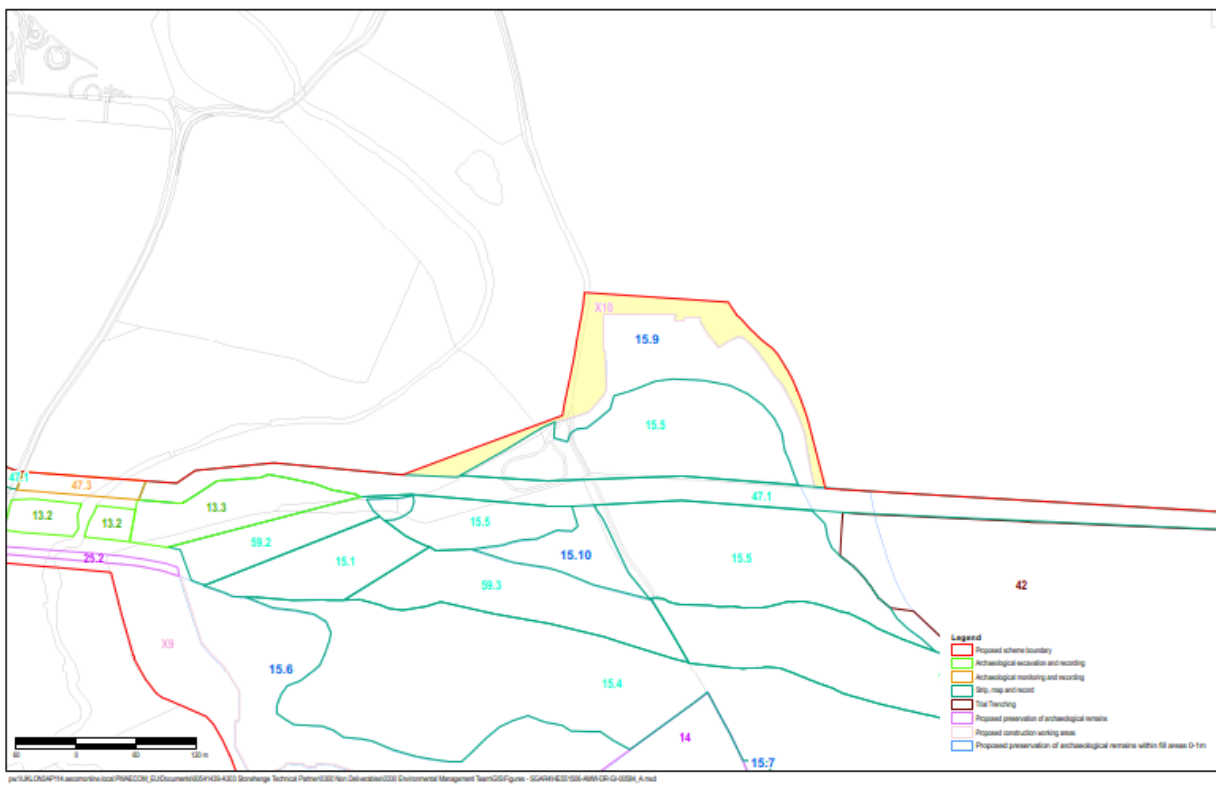 X10
15.9
15.5
47.1
47.3
47.1
13.2
13.2
13.3
15.5
25.2
59.2
15.1
15.10
15.5
59.3
42
X9
15.6
15.4
14
15:7
Legend
Proposed scheme boundary
Archaeological excavation and recording
Archaeological monitoring and recording
Strip, map and record
Trial Trenching
Proposed preservation of archaeological remains
Proposed construction working areas
Proposed preservation of archaeological remains within fill areas 0-1m
60 0 60 120 m